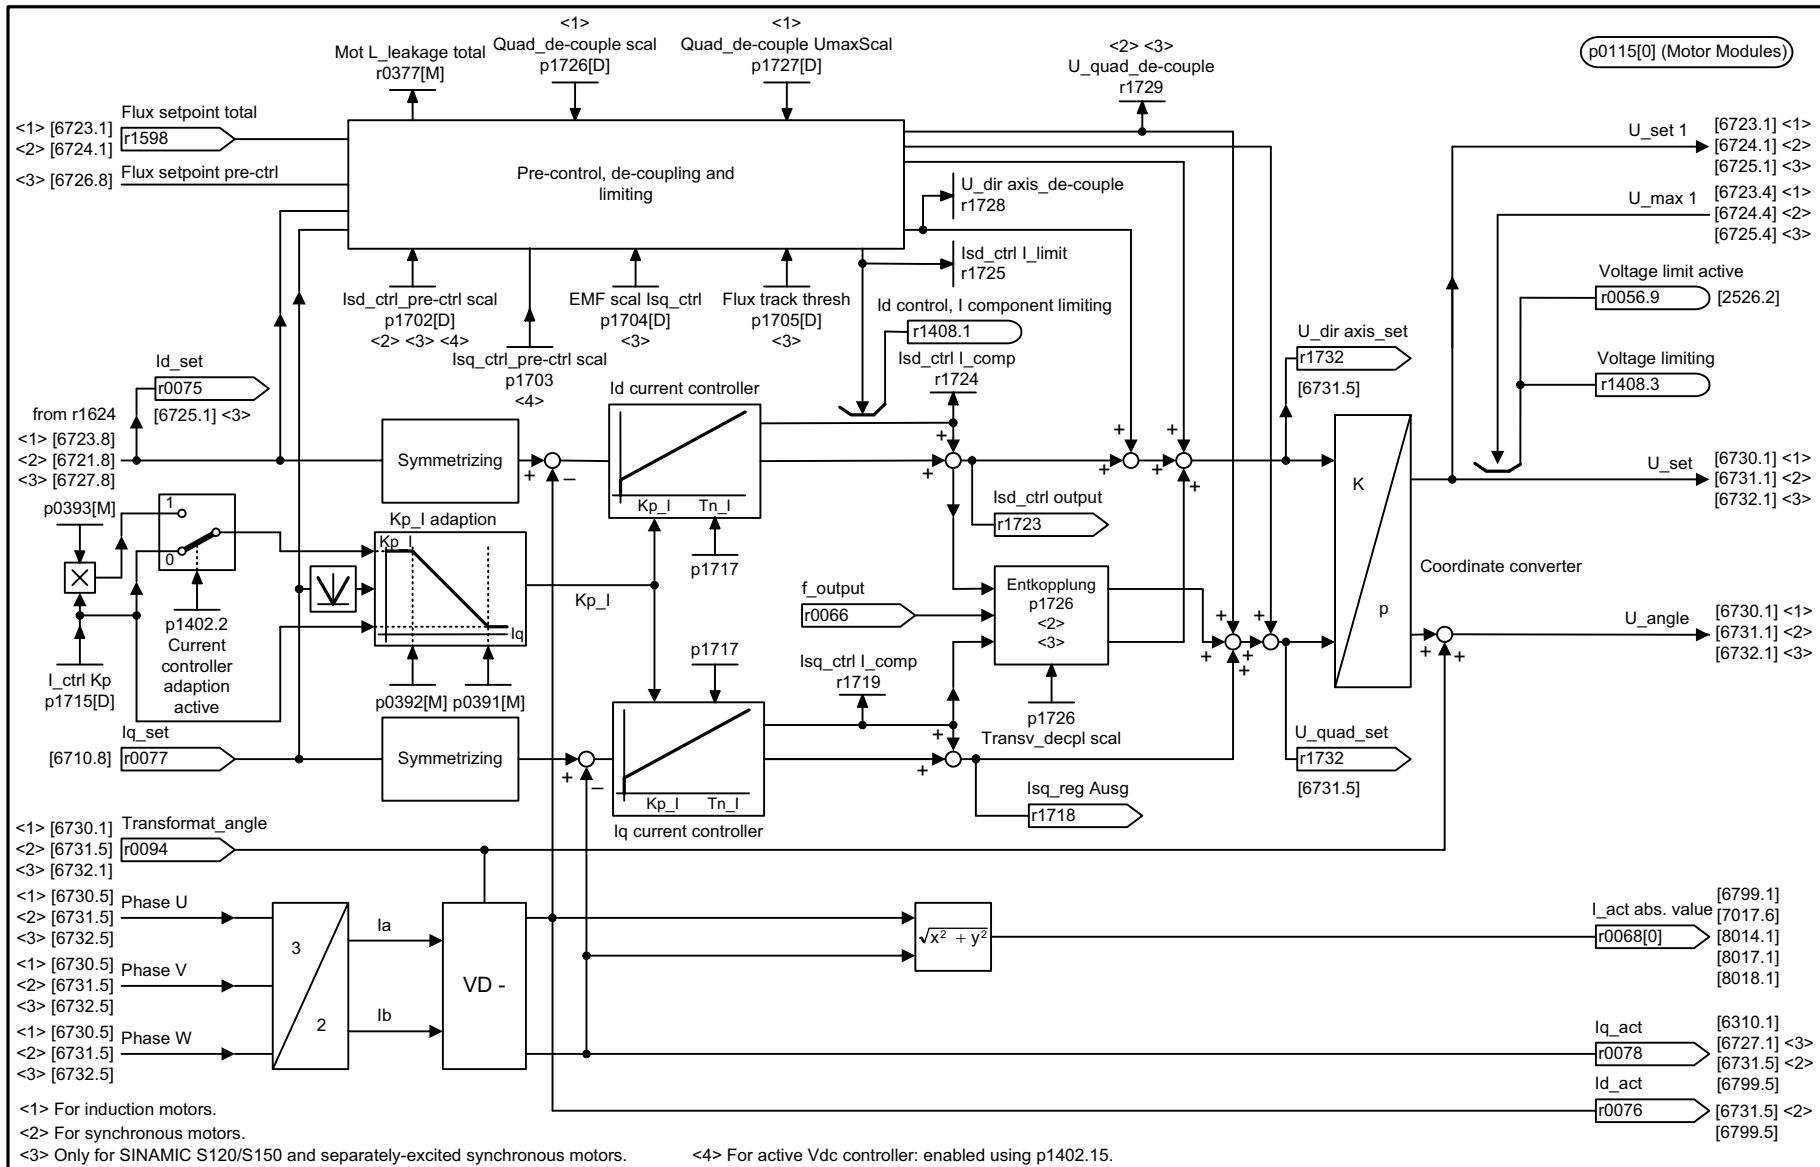 <1>
Quad_de-couple scal
p1726[D]
<1>
Quad_de-couple UmaxScal
p1727[D]
<2> <3>
U_quad_de-couple
r1729
p0115[0] (Motor Modules)
Mot L_leakage total
r0377[M]
Flux setpoint total
<1> [6723.1]
<2> [6724.1]
r1598
<3> [6726.8]
Flux setpoint pre-ctrl
Pre-control, de-coupling and
limiting
U_set 1
[6723.1] <1>
[6724.1] <2>
[6725.1] <3>
U_max 1
[6723.4] <1>
[6724.4] <2>
[6725.4] <3>
U_dir axis_de-couple
r1728
Isd_ctrl I_limit
r1725
Voltage limit active
r0056.9
[2526.2]
Isd_ctrl_pre-ctrl scal
p1702[D]
<2> <3> <4>
Isq_ctrl_pre-ctrl scal
p1703
<4>
EMF scal Isq_ctrl
p1704[D]
<3>
Flux track thresh
p1705[D]
<3>
Id control, I component limiting
r1408.1
Isd_ctrl I_comp
r1724
U_dir axis_set
r1732
[6731.5]
Voltage limiting
r1408.3
Id_set
r0075
[6725.1] <3>
from r1624
<1> [6723.8]
<2> [6721.8]
<3> [6727.8]
Symmetrizing
+
–
Id current controller
Kp_I
Tn_I
p1717
+
+
+
+
+
+
+
Isd_ctrl output
r1723
K
p
Coordinate converter
U_set
[6730.1] <1>
[6731.1] <2>
[6732.1] <3>
p0393[M]
1
0
×
p1402.2
Current
controller
adaption
active
I_ctrl Kp
p1715[D]
Kp_I adaption
Kp_I
Iq
Kp_I
p0392[M]
p0391[M]
f_output
r0066
Entkopplung
p1726
<2>
<3>
p1726
Transv_decpl scal
+
+
+
+
+
+
+
+
U_angle
[6730.1] <1>
[6731.1] <2>
[6732.1] <3>
p1717
Isq_ctrl I_comp
r1719
Iq_set
[6710.8]
r0077
Symmetrizing
+
–
Kp_I
Tn_I
Iq current controller
+
+
Isq_reg Ausg
r1718
U_quad_set
r1732
[6731.5]
Transformat_angle
<1> [6730.1]
<2> [6731.5]
<3> [6732.1]
r0094
<1> [6730.5]
<2> [6731.5]
<3> [6732.5]
Phase U
<1> [6730.5]
<2> [6731.5]
<3> [6732.5]
Phase V
<1> [6730.5]
<2> [6731.5]
<3> [6732.5]
Phase W
3
2
Ia
Ib
VD -
√x² + y²
I_act abs. value
r0068[0]
[6799.1]
[7017.6]
[8014.1]
[8017.1]
[8018.1]
Iq_act
r0078
[6310.1]
[6727.1] <3>
[6731.5] <2>
[6799.5]
Id_act
r0076
[6731.5] <2>
[6799.5]
<1> For induction motors.
<2> For synchronous motors.
<3> Only for SINAMIC S120/S150 and separately-excited synchronous motors.
<4> For active Vdc controller: enabled using p1402.15.